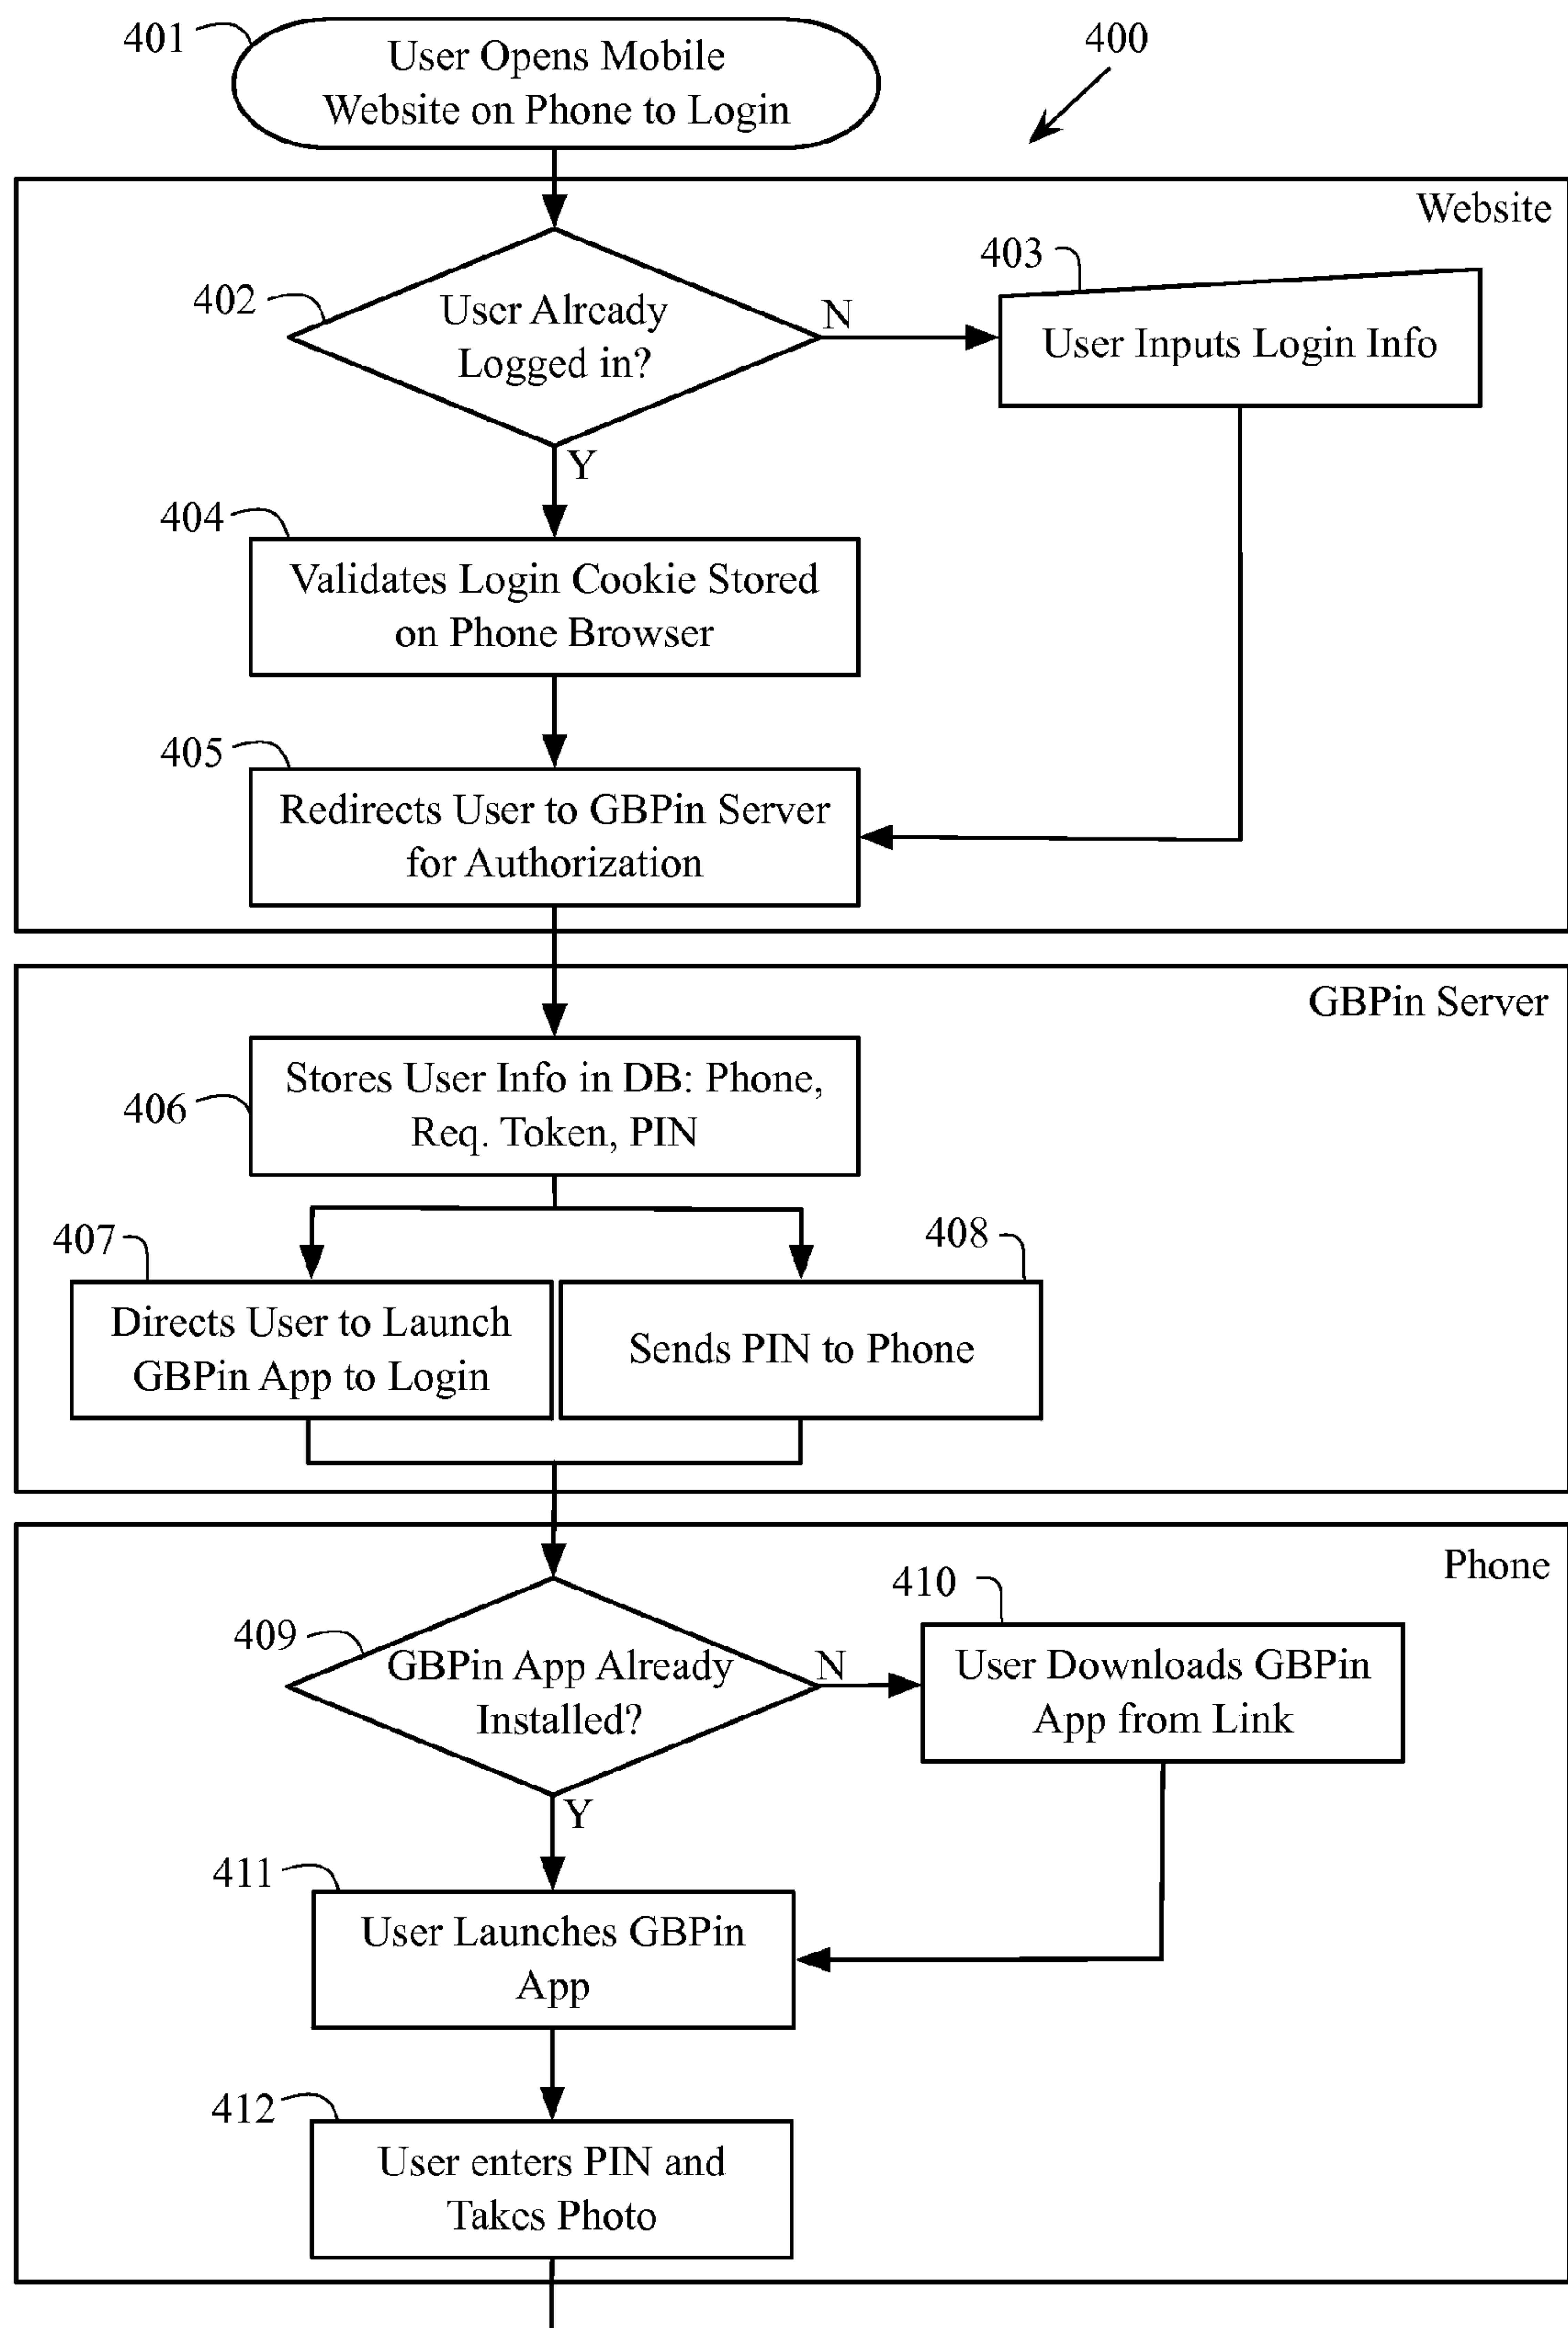 401
User Opens Mobile
Website on Phone to Login
400
Website
402
User Already
Logged in?
N
403
User Inputs Login Info
Y
404
Validates Login Cookie Stored
on Phone Browser
405
Redirects User to GBPin Server
for Authorization
GBPin Server
406
Stores User Info in DB: Phone,
Req. Token, PIN
407
Directs User to Launch
GBPin App to Login
408
Sends PIN to Phone
Phone
409
GBPin App Already
Installed?
N
410
User Downloads GBPin
App from Link
Y
411
User Launches GBPin
App
412
User enters PIN and
Takes Photo